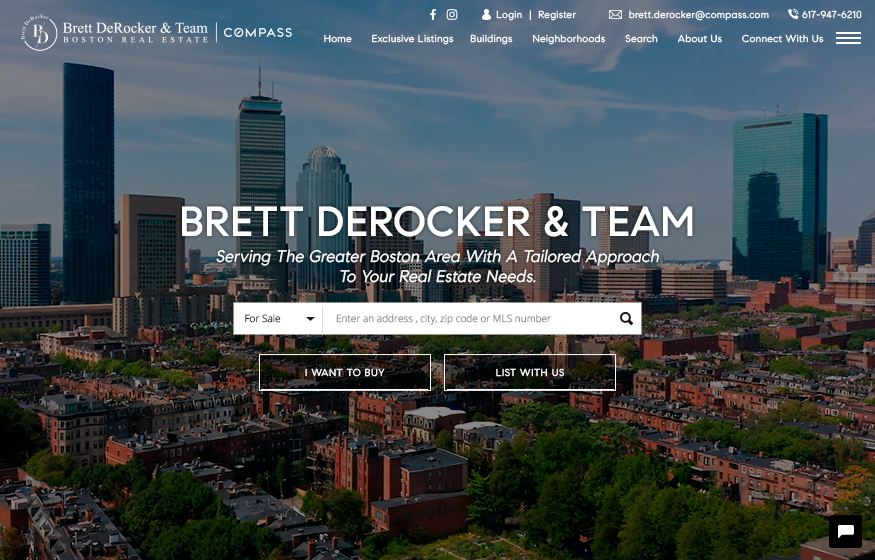 Login | Register
brett.derocker@compass.com
617-947-6210
Brett DeRocker & Team
BOSTON REAL ESTATE
COMPASS
Home
Exclusive Listings
Buildings
Neighborhoods
Search
About Us
Connect With Us
BRETT DEROCKER & TEAM
Serving The Greater Boston Area With A Tailored Approach
To Your Real Estate Needs.
For Sale
Enter an address , city, zip code or MLS number
I WANT TO BUY
LIST WITH US